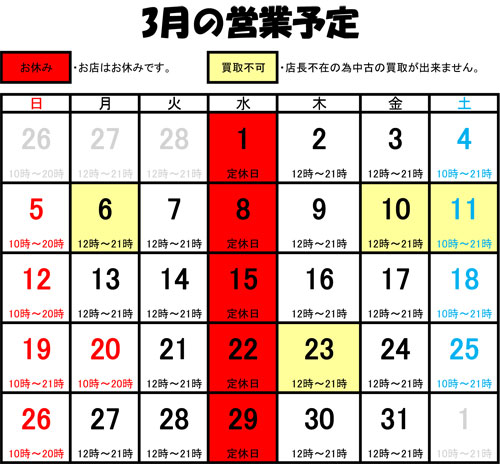 3月の営業予定
お休み ・お店はお休みです。 買取不可 ・店長不在の為中古の買取が出来ません。
日 月 火 水 木 金 土
26 27 28 1 2 3 4
10時～20時 12時～21時 12時～21時 定休日 12時～21時 12時～21時 10時～21時
5 6 7 8 9 10 11
10時～20時 12時～21時 12時～21時 定休日 12時～21時 12時～21時 10時～21時
12 13 14 15 16 17 18
10時～20時 12時～21時 12時～21時 定休日 12時～21時 12時～21時 10時～21時
19 20 21 22 23 24 25
10時～21時 10時～20時 12時～21時 定休日 12時～21時 12時～21時 10時～21時
26 27 28 29 30 31 1
10時～20時 12時～21時 12時～21時 定休日 12時～21時 12時～21時 10時～21時